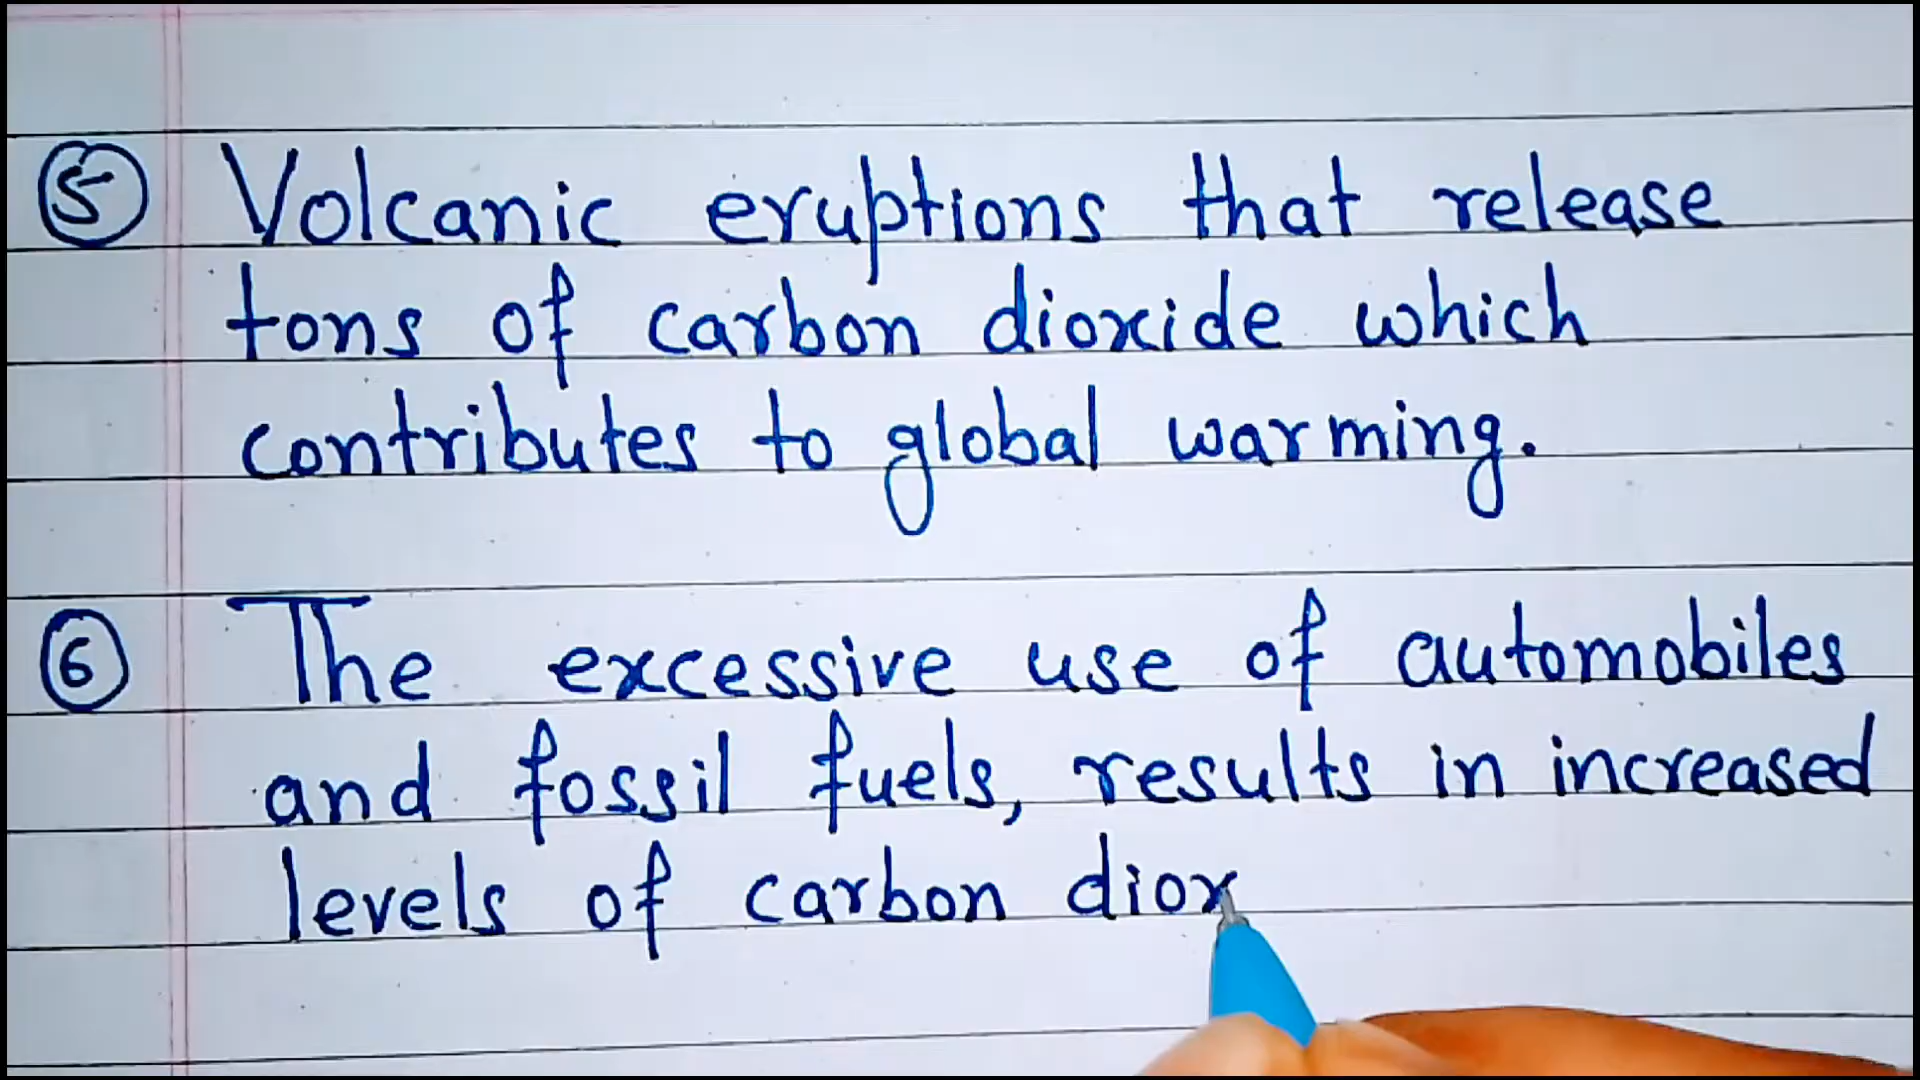 5 Volcanic eruptions that release
tons of carbon dioxide which
contributes to global warming.
6 The excessive use of automobiles
and fossil fuels, results in increased
levels of carbon diox